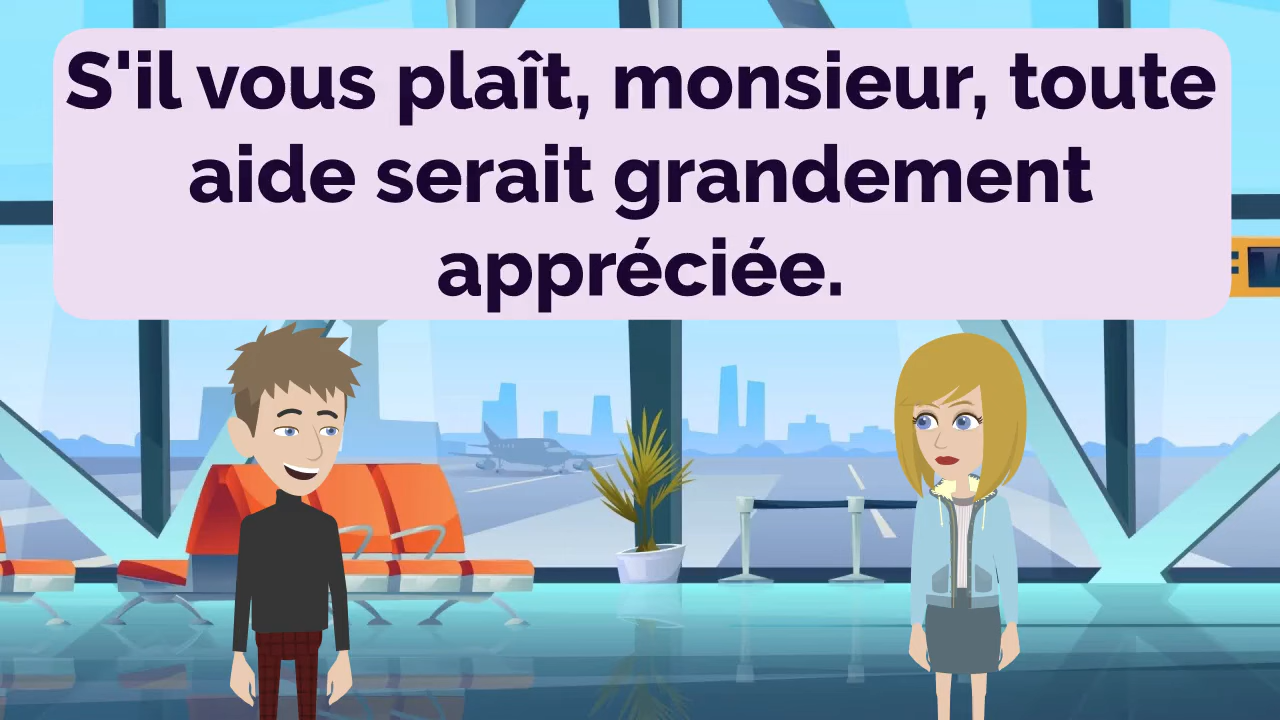 S'il vous plaît, monsieur, toute
aide serait grandement
appréciée.